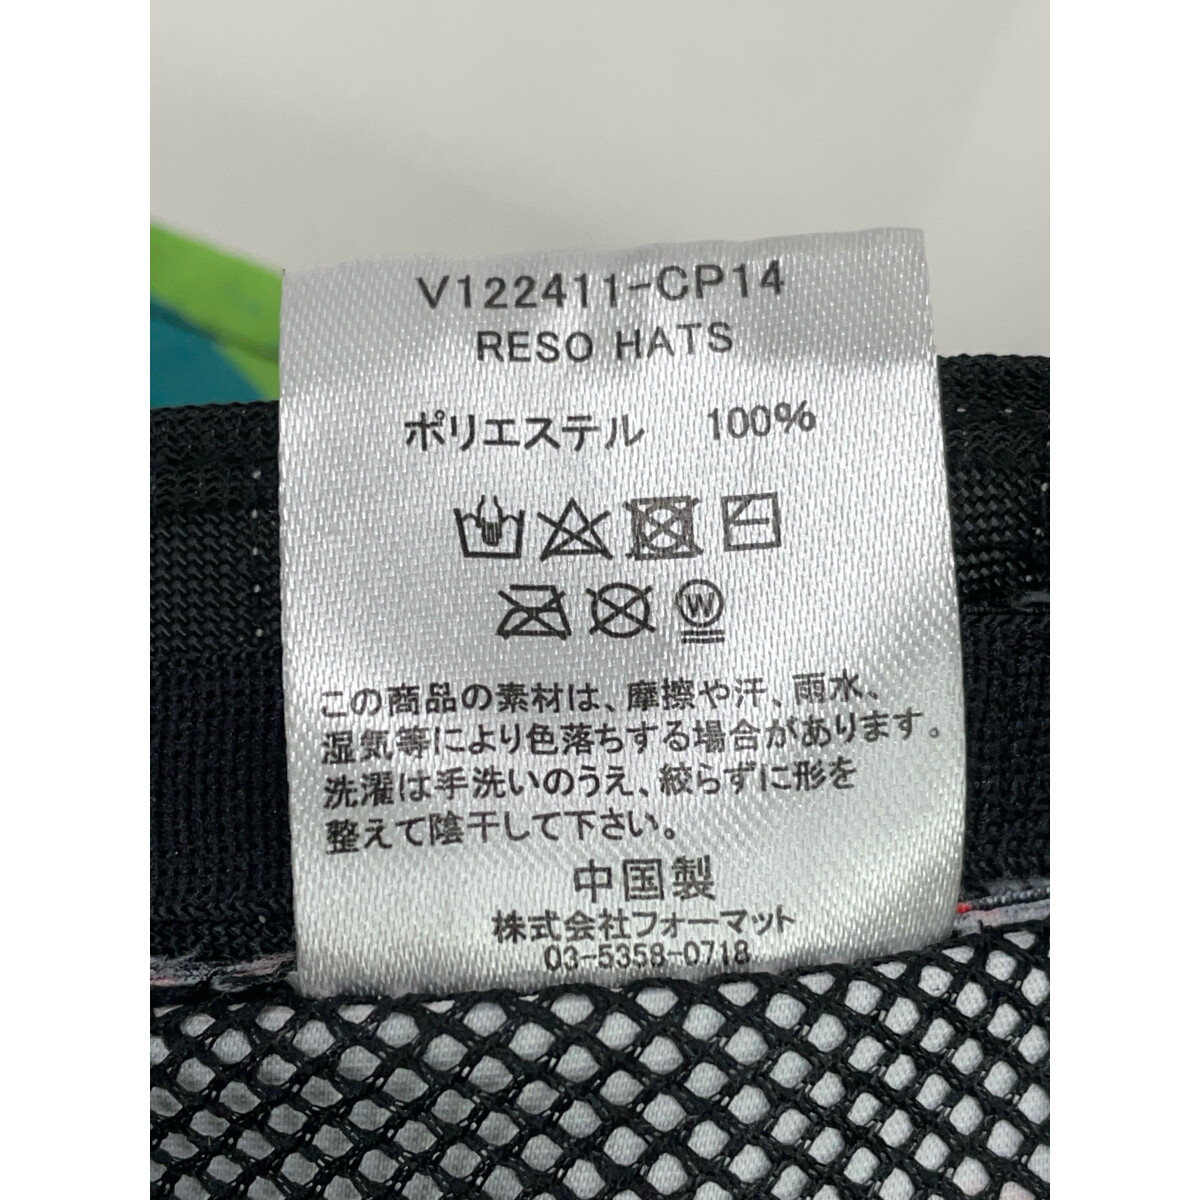 V122411-CP14
RESO HATS
ポリエステル 100%
W
この商品の素材は、摩擦や汗、雨水、
湿気等により色落ちする場合があります。
洗濯は手洗いのうえ、絞らずに形を
整えて陰干して下さい。
中国製
株式会社フォーマット
03-5358-0718